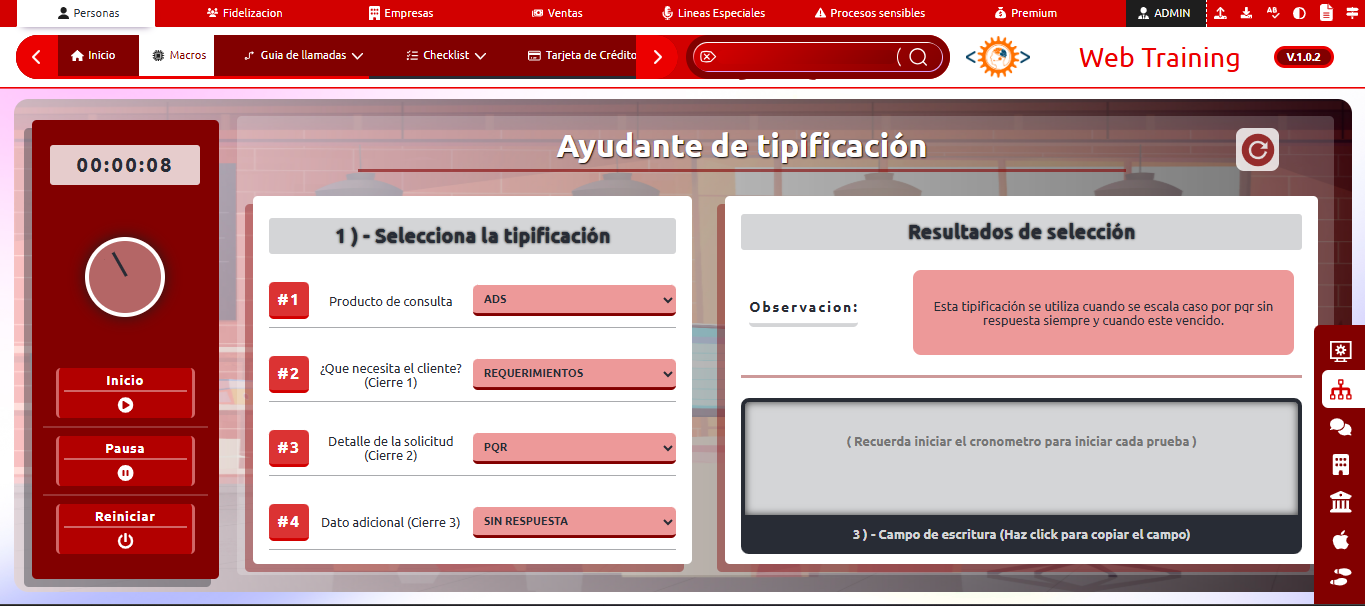 Personas
Fidelizacion
Empresas
Ventas
Lineas Especiales
Procesos sensibles
Premium
ADMIN
Inicio
Macros
Guia de llamadas
Checklist
Tarjeta de Crédito
Web Training
V.1.0.2
00:00:08
Inicio
Pausa
Reiniciar
Ayudante de tipificación
1 ) - Selecciona la tipificación
#1
Producto de consulta
ADS
#2
¿Que necesita el cliente?
(Cierre 1)
REQUERIMIENTOS
#3
Detalle de la solicitud
(Cierre 2)
PQR
#4
Dato adicional (Cierre 3)
SIN RESPUESTA
Resultados de selección
Observacion:
Esta tipificación se utiliza cuando se escala caso por pqr sin
respuesta siempre y cuando este vencido.
( Recuerda iniciar el cronometro para iniciar cada prueba )
3 ) - Campo de escritura (Haz click para copiar el campo)